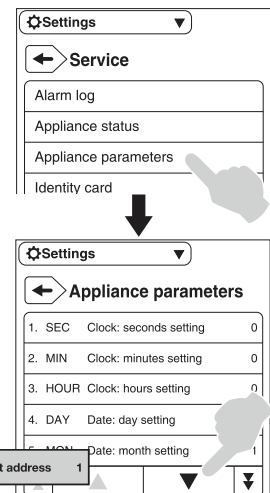 Settings ▼
Service
Alarm log
Appliance status
Appliance parameters
Identity card
Settings ▼
Appliance parameters
1. SEC Clock: seconds setting 0
2. MIN Clock: minutes setting 0
3. HOUR Clock: hours setting 0
4. DAY Date: day setting
5. MON Date: month setting 1
t address 1